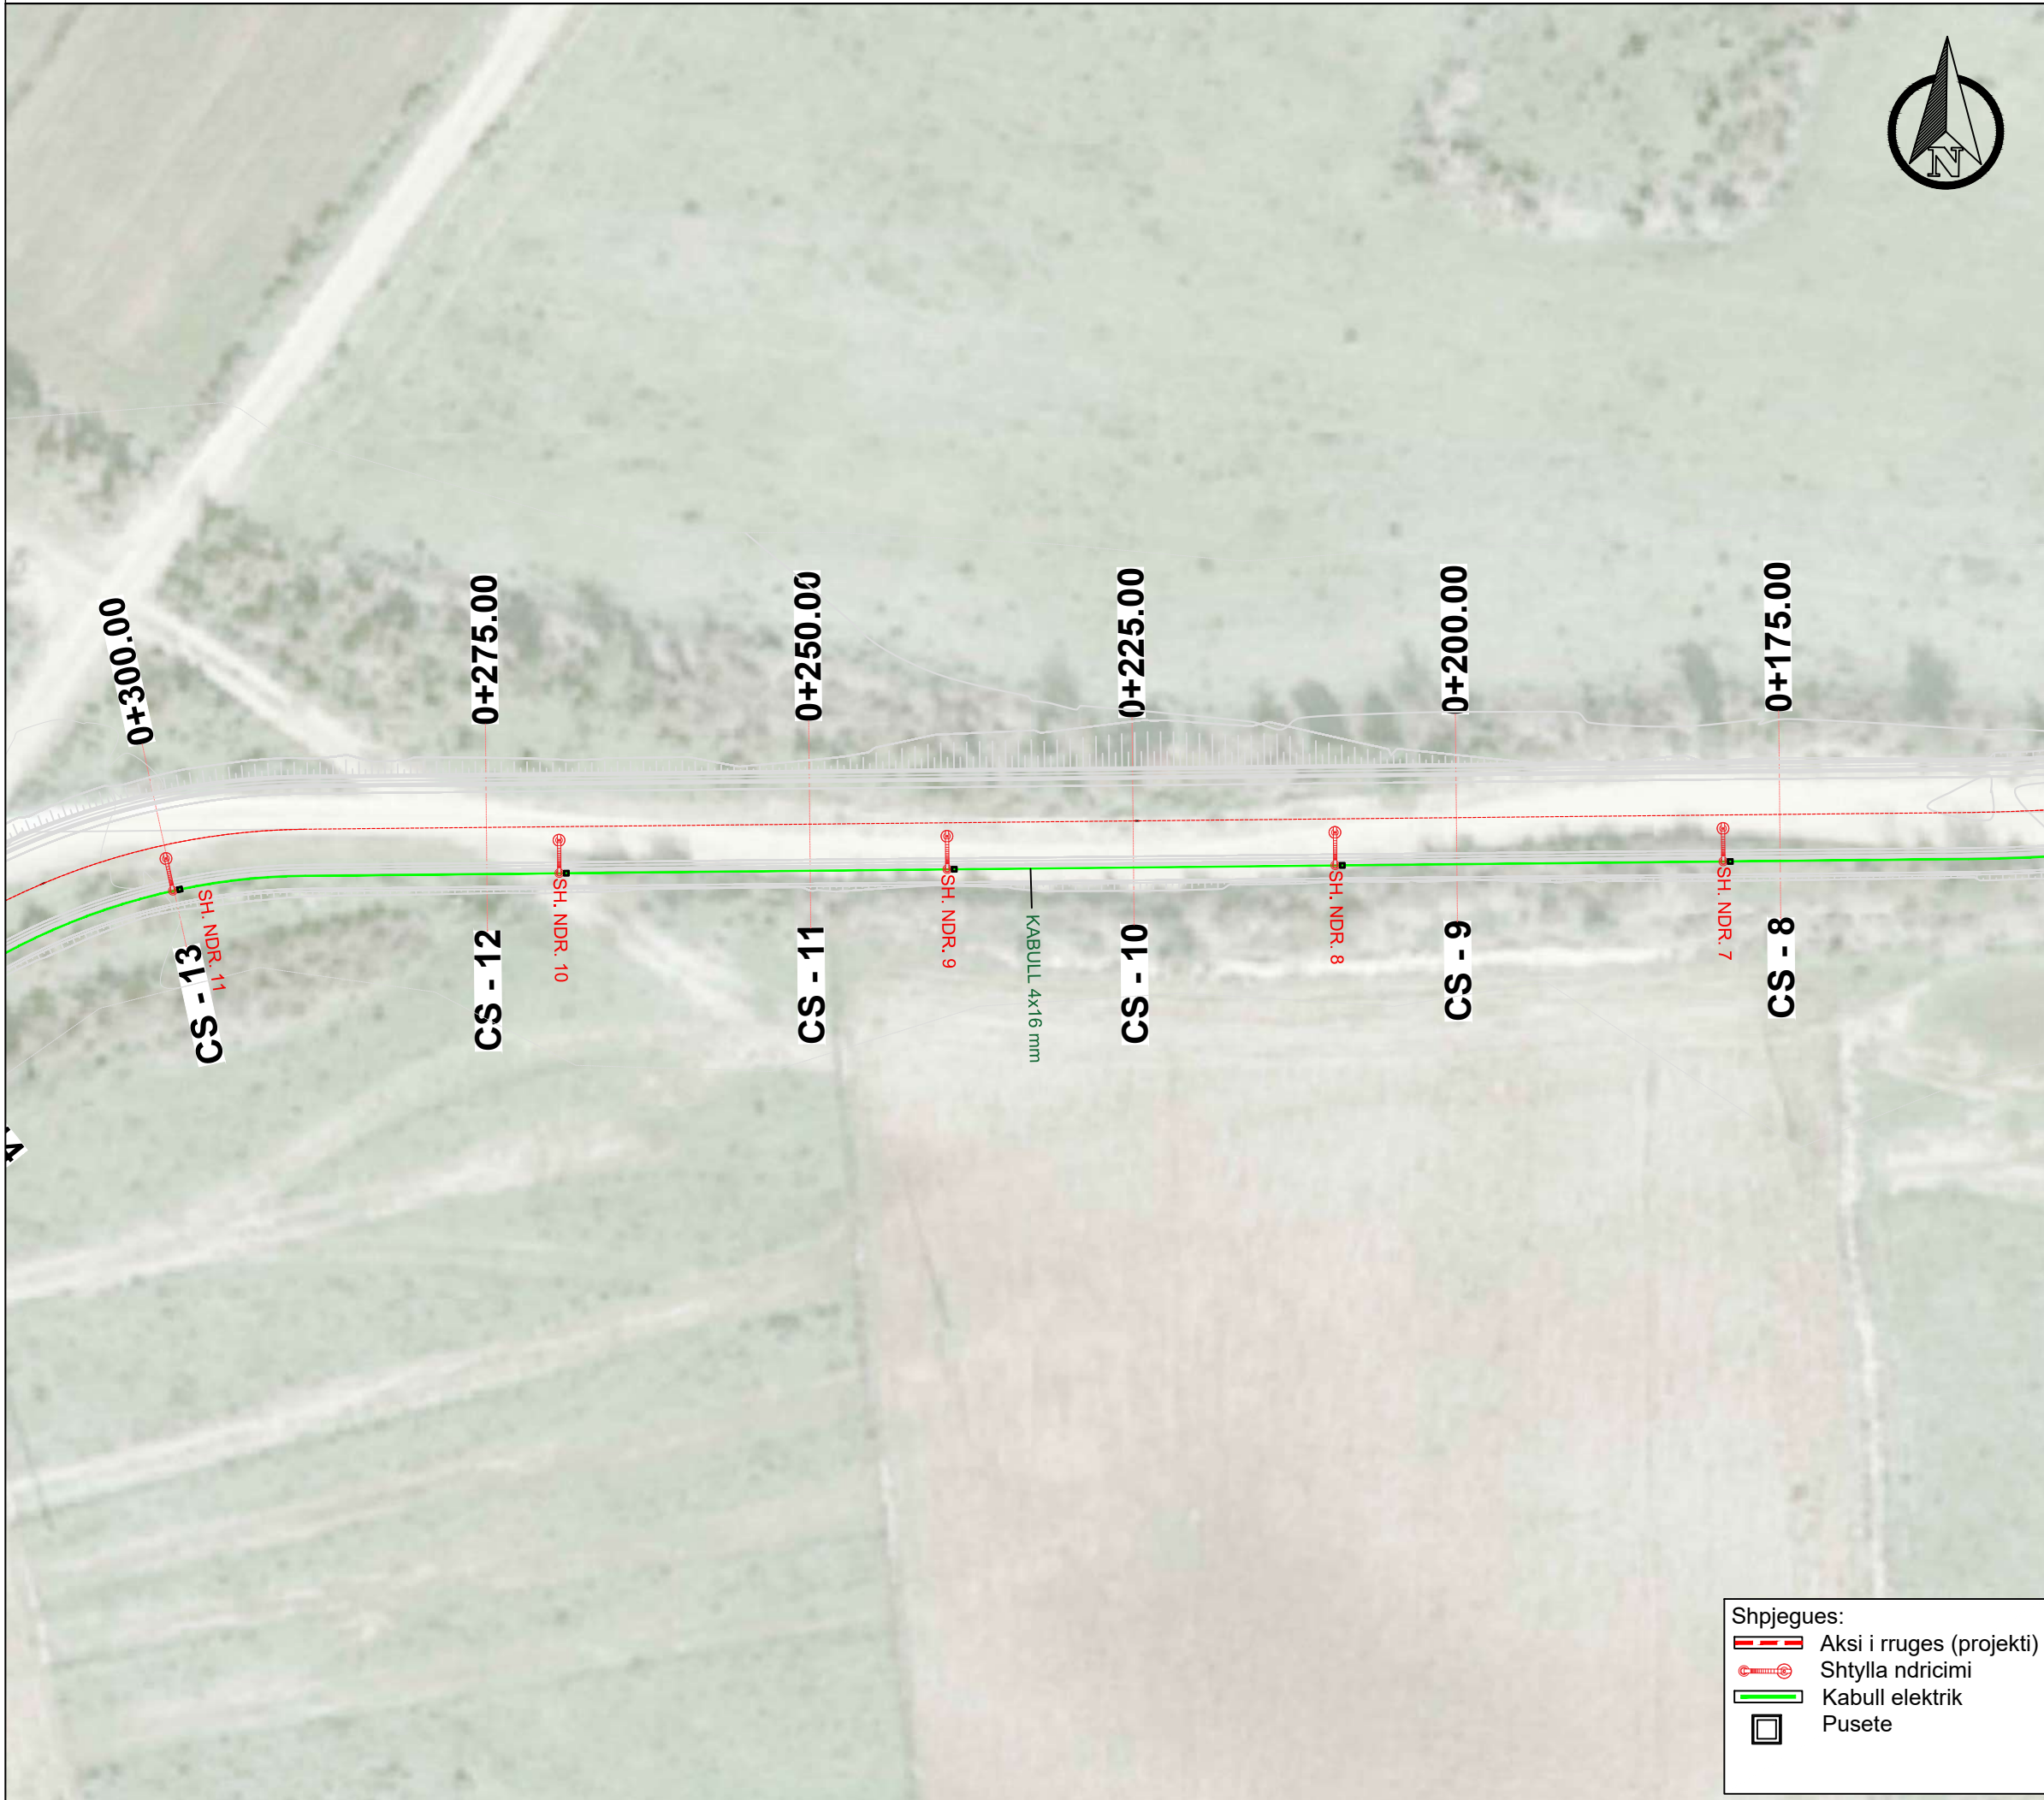 N
0+300.00
0+275.00
0+250.00
0+225.00
0+200.00
0+175.00
SH. NDR. 11
SH. NDR. 10
SH. NDR. 9
SH. NDR. 8
SH. NDR. 7
KABULL 4x16 mm
CS - 13
CS - 12
CS - 11
CS - 10
CS - 9
CS - 8
Shpjegues:
Aksi i rruges (projekti)
Shtylla ndricimi
Kabull elektrik
Pusete